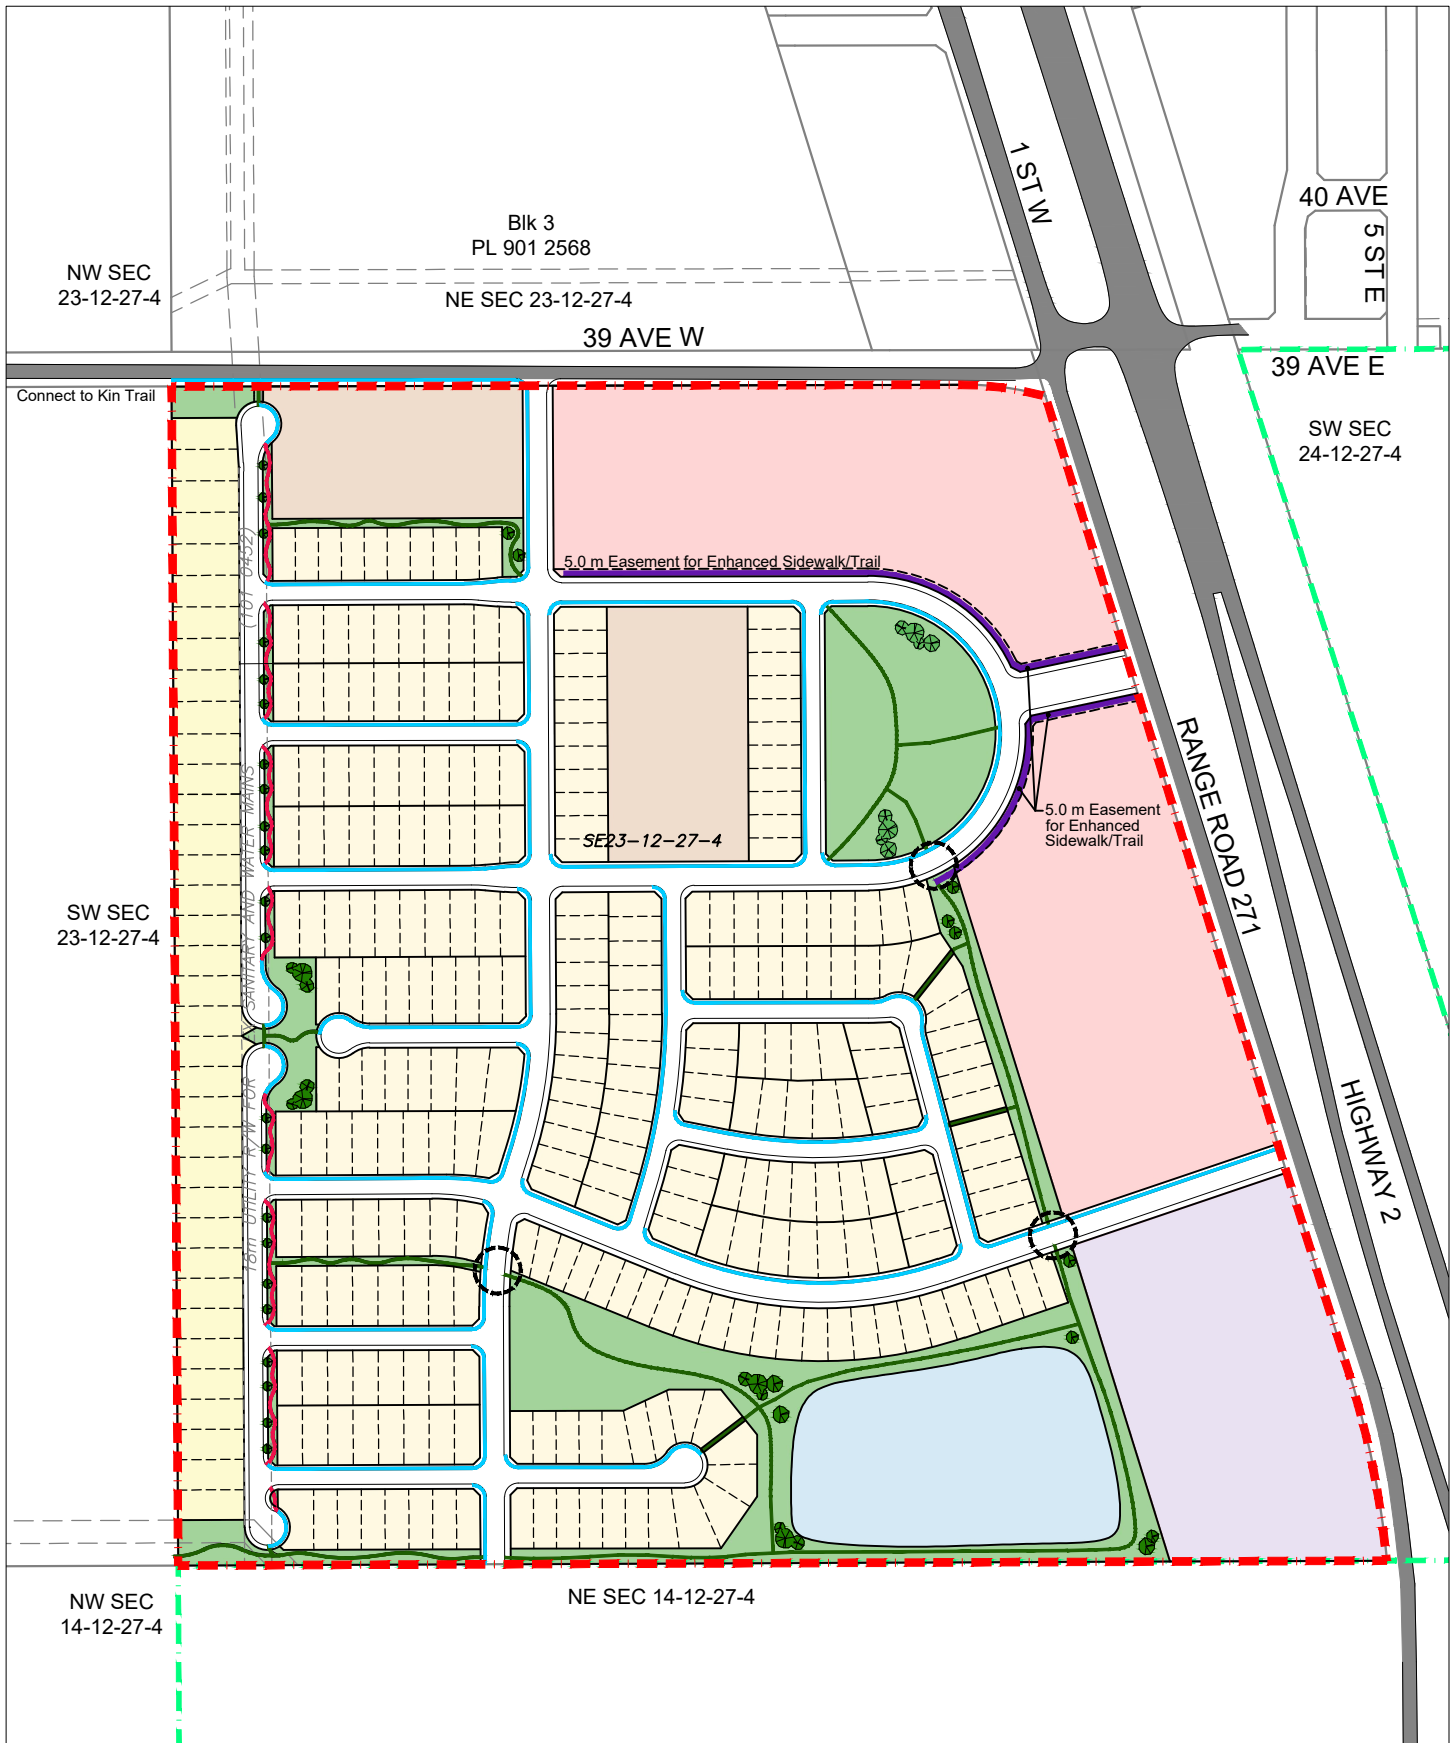 1 ST W
40 AVE
5 ST E
Blk 3
PL 901 2568
NW SEC
23-12-27-4
NE SEC 23-12-27-4
39 AVE W
39 AVE E
Connect to Kin Trail
SW SEC
24-12-27-4
5.0 m Easement for Enhanced Sidewalk/Trail
RANGE ROAD 271
5.0 m Easement
for Enhanced
Sidewalk/Trail
SE23-12-27-4
SW SEC
23-12-27-4
18m UTILITY R/W FOR SANITARY AND WATER MAINS
HIGHWAY 2
NW SEC
14-12-27-4
NE SEC 14-12-27-4